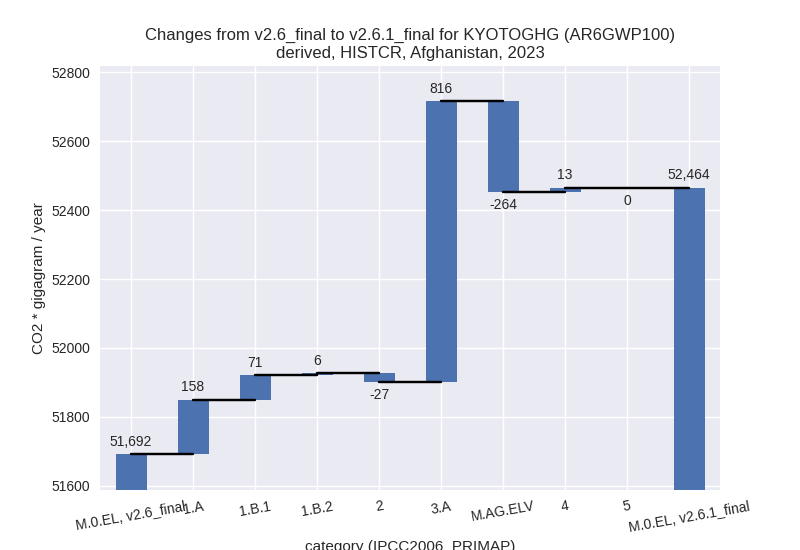 Changes from v2.6_final to v2.6.1_final for KYOTOGHG (AR6GWP100)
derived, HISTCR, Afghanistan, 2023
CO2 * gigagram / year
52800
52600
52400
52200
52000
51800
51600
51,692
158
71
6
-27
816
-264
13
0
52,464
M.0.EL, v2.6_final
1.A
1.B.1
1.B.2
2
3.A
M.AG.ELV
4
5
M.0.EL, v2.6.1_final
category (IPCC2006_PRIMAP)